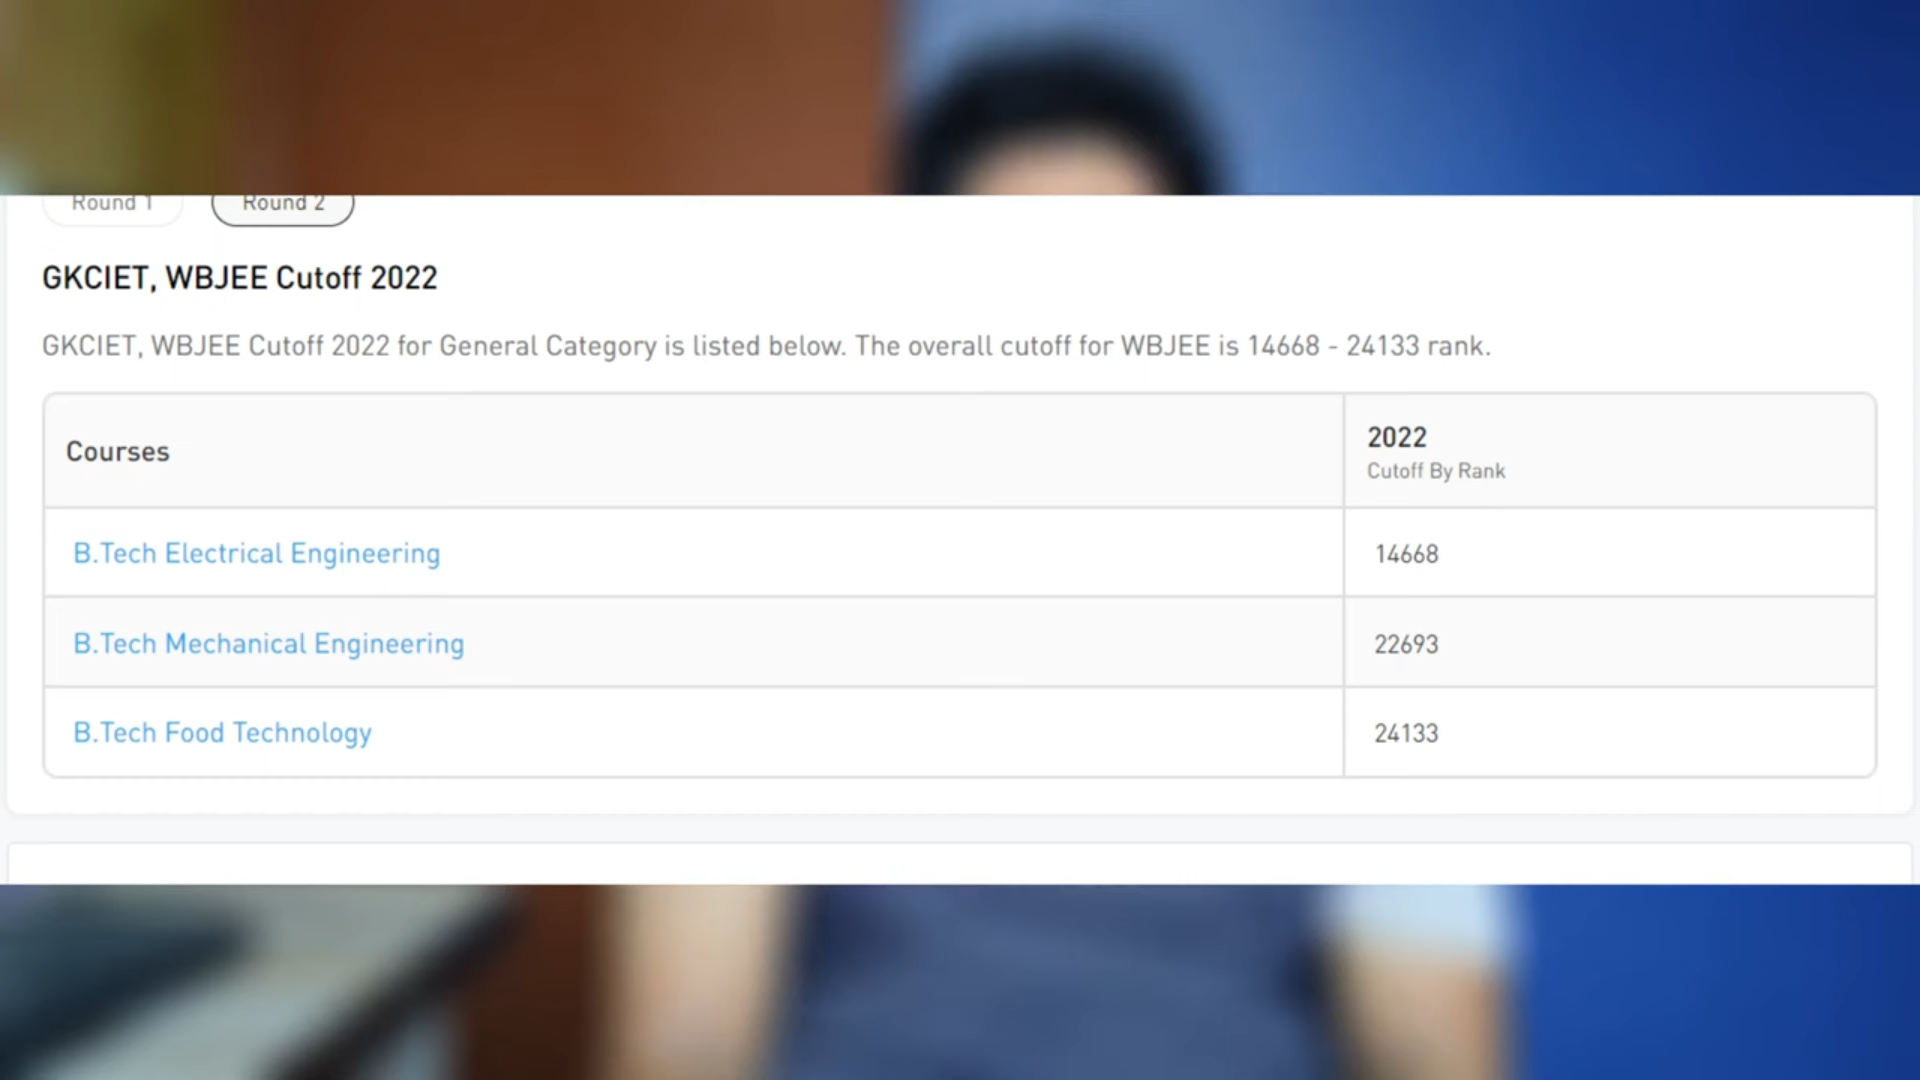 Round 1
Round 2
GKCIET, WBJEE Cutoff 2022
GKCIET, WBJEE Cutoff 2022 for General Category is listed below. The overall cutoff for WBJEE is 14668 - 24133 rank.
Courses
2022
Cutoff By Rank
B.Tech Electrical Engineering
14668
B.Tech Mechanical Engineering
22693
B.Tech Food Technology
24133